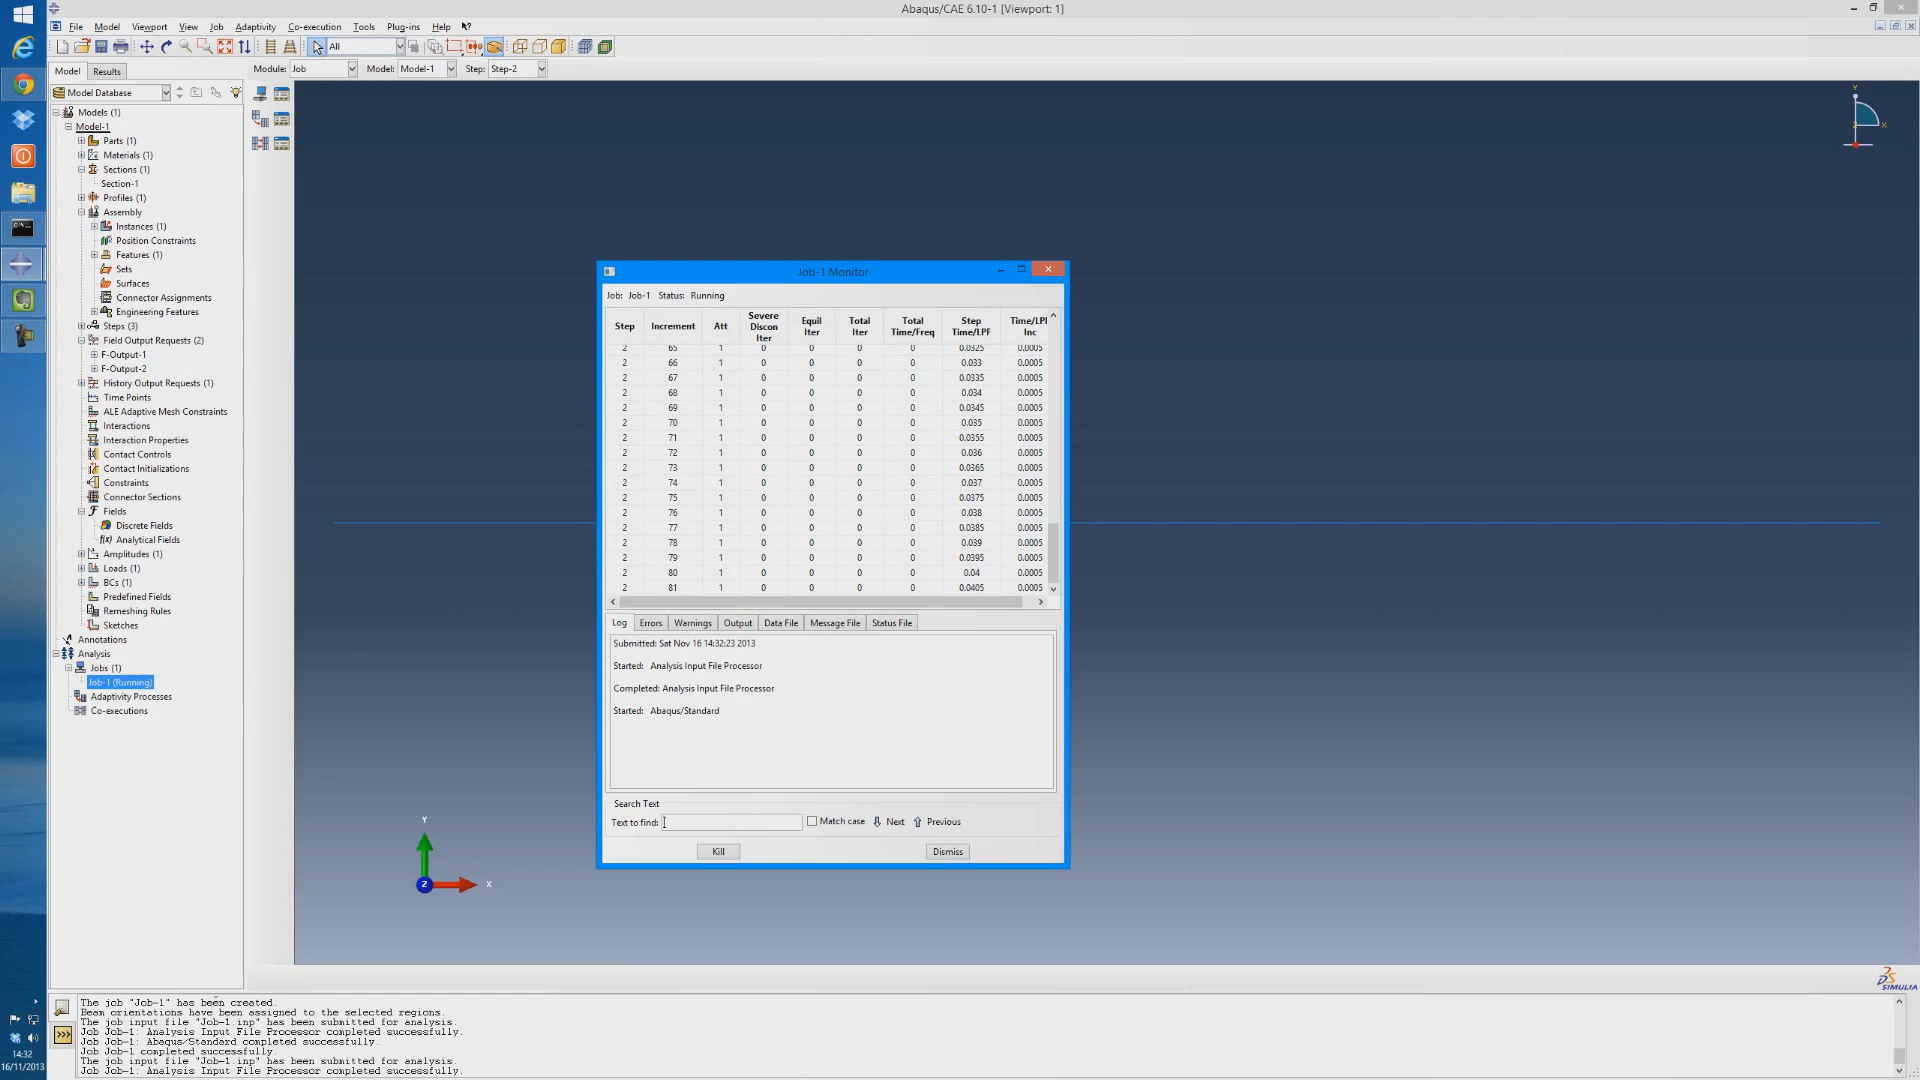 Abaqus/CAE 6.10-1 [Viewport: 1]
File Model Viewport View Job Adaptivity Co-execution Tools Plug-ins Help
All
Model Results Module: Job Model: Model-1 Step: Step-2
Model Database
Models (1)
Model-1
Parts (1)
Materials (1)
Sections (1)
Section-1
Profiles (1)
Assembly
Instances (1)
Position Constraints
Features (1)
Sets
Surfaces
Connector Assignments
Engineering Features
Steps (3)
Field Output Requests (2)
F-Output-1
F-Output-2
History Output Requests (1)
Time Points
ALE Adaptive Mesh Constraints
Interactions
Interaction Properties
Contact Controls
Contact Initializations
Constraints
Connector Sections
Fields
Discrete Fields
Analytical Fields
Amplitudes (1)
Loads (1)
BCs (1)
Predefined Fields
Remeshing Rules
Sketches
Annotations
Analysis
Jobs (1)
Job-1 (Running)
Adaptivity Processes
Co-executions
Y
X
Z
Job-1 Monitor
Job: Job-1 Status: Running
Step Increment Att Severe Discon Iter Equil Iter Total Iter Total Time/Freq Step Time/LPF Time/LPF Inc
2 65 1 0 0 0 0 0.0325 0.0005
2 66 1 0 0 0 0 0.033 0.0005
2 67 1 0 0 0 0 0.0335 0.0005
2 68 1 0 0 0 0 0.034 0.0005
2 69 1 0 0 0 0 0.0345 0.0005
2 70 1 0 0 0 0 0.035 0.0005
2 71 1 0 0 0 0 0.0355 0.0005
2 72 1 0 0 0 0 0.036 0.0005
2 73 1 0 0 0 0 0.0365 0.0005
2 74 1 0 0 0 0 0.037 0.0005
2 75 1 0 0 0 0 0.0375 0.0005
2 76 1 0 0 0 0 0.038 0.0005
2 77 1 0 0 0 0 0.0385 0.0005
2 78 1 0 0 0 0 0.039 0.0005
2 79 1 0 0 0 0 0.0395 0.0005
2 80 1 0 0 0 0 0.04 0.0005
2 81 1 0 0 0 0 0.0405 0.0005
Log Errors Warnings Output Data File Message File Status File
Submitted: Sat Nov 16 14:32:23 2013
Started: Analysis Input File Processor
Completed: Analysis Input File Processor
Started: Abaqus/Standard
Search Text
Text to find: Match case Next Previous
Kill Dismiss
Y
Z X
SIMULIA
The job "Job-1" has been created.
Beam orientations have been assigned to the selected regions.
The job input file "Job-1.inp" has been submitted for analysis.
Job Job-1: Analysis Input File Processor completed successfully.
Job Job-1: Abaqus/Standard completed successfully.
Job Job-1 completed successfully.
The job input file "Job-1.inp" has been submitted for analysis.
Job Job-1: Analysis Input File Processor completed successfully.
14:32
16/11/2013